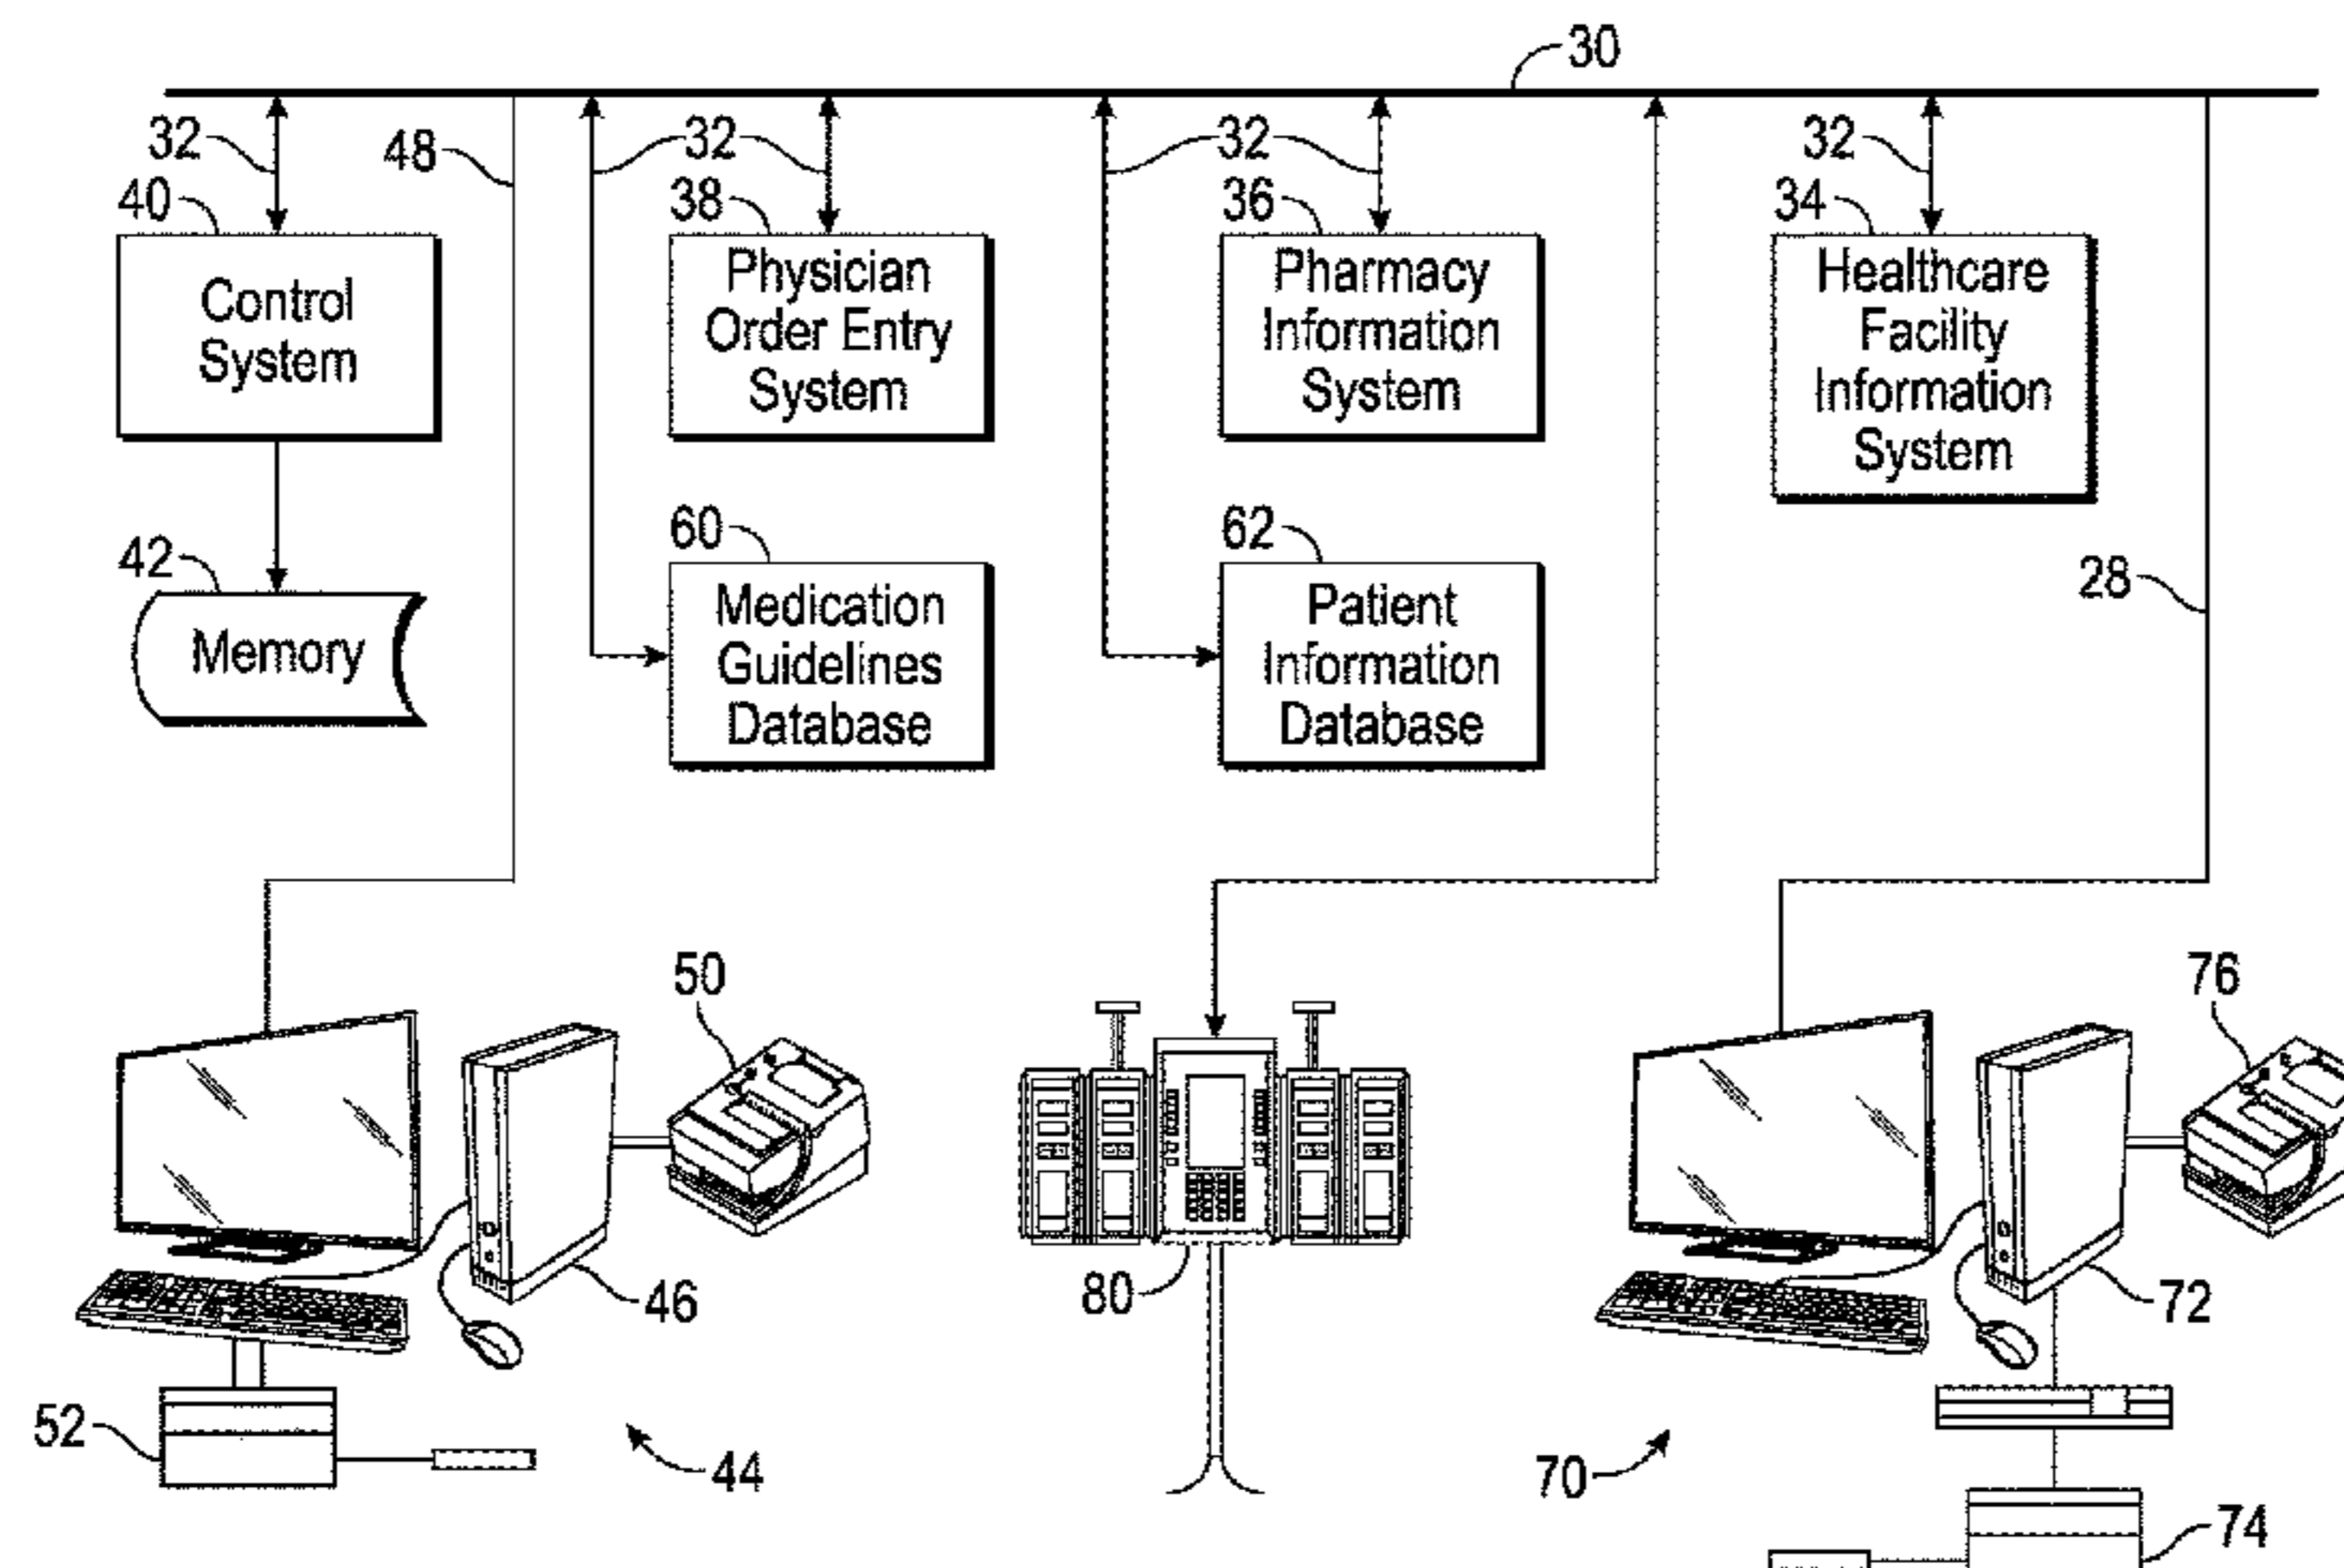 30
32
48
32
32
32
40
38
36
34
Control
System
Physician
Order Entry
System
Pharmacy
Information
System
Healthcare
Facility
Information
System
42
60
62
28
Memory
Medication
Guidelines
Database
Patient
Information
Database
50
76
46
80
72
52
44
70
74